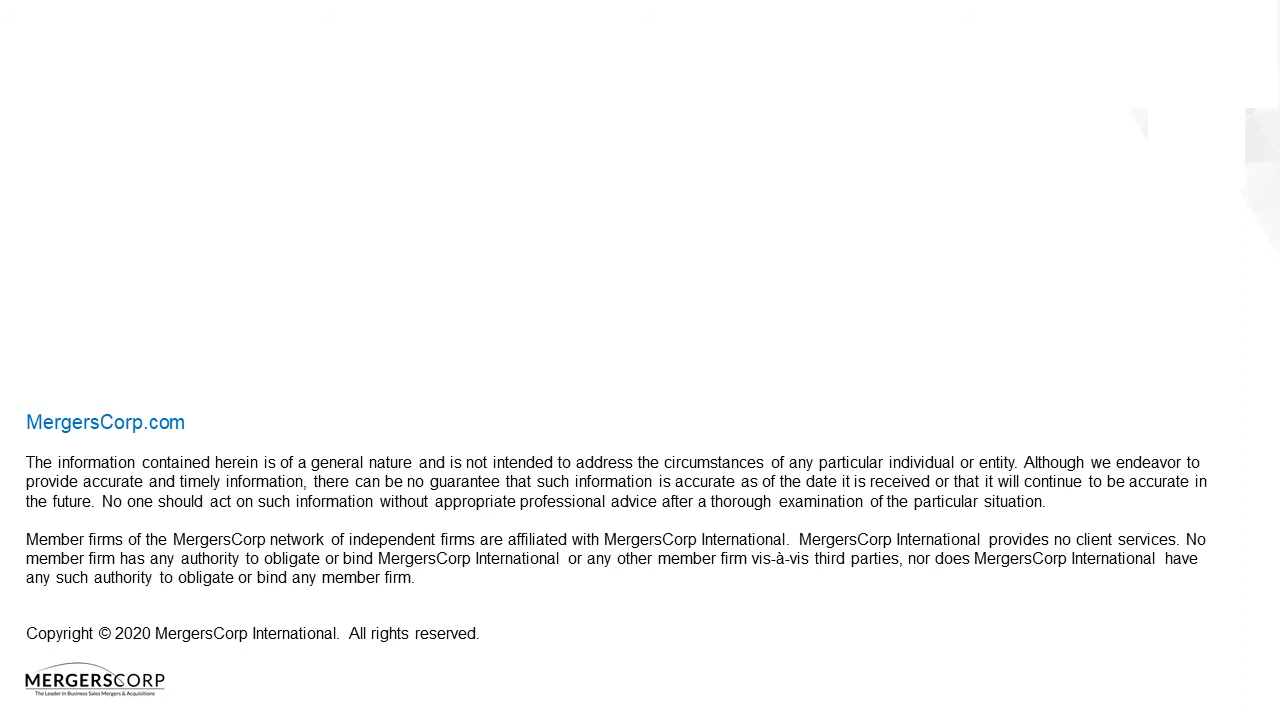 MergersCorp.com
The information contained herein is of a general nature and is not intended to address the circumstances of any particular individual or entity. Although we endeavor to
provide accurate and timely information, there can be no guarantee that such information is accurate as of the date it is received or that it will continue to be accurate in
the future. No one should act on such information without appropriate professional advice after a thorough examination of the particular situation.
Member firms of the MergersCorp network of independent firms are affiliated with MergersCorp International. MergersCorp International provides no client services. No
member firm has any authority to obligate or bind MergersCorp International or any other member firm vis-à-vis third parties, nor does MergersCorp International have
any such authority to obligate or bind any member firm.
Copyright © 2020 MergersCorp International. All rights reserved.
MERGERSCORP
The Leader In Business Sales Mergers & Acquisitions